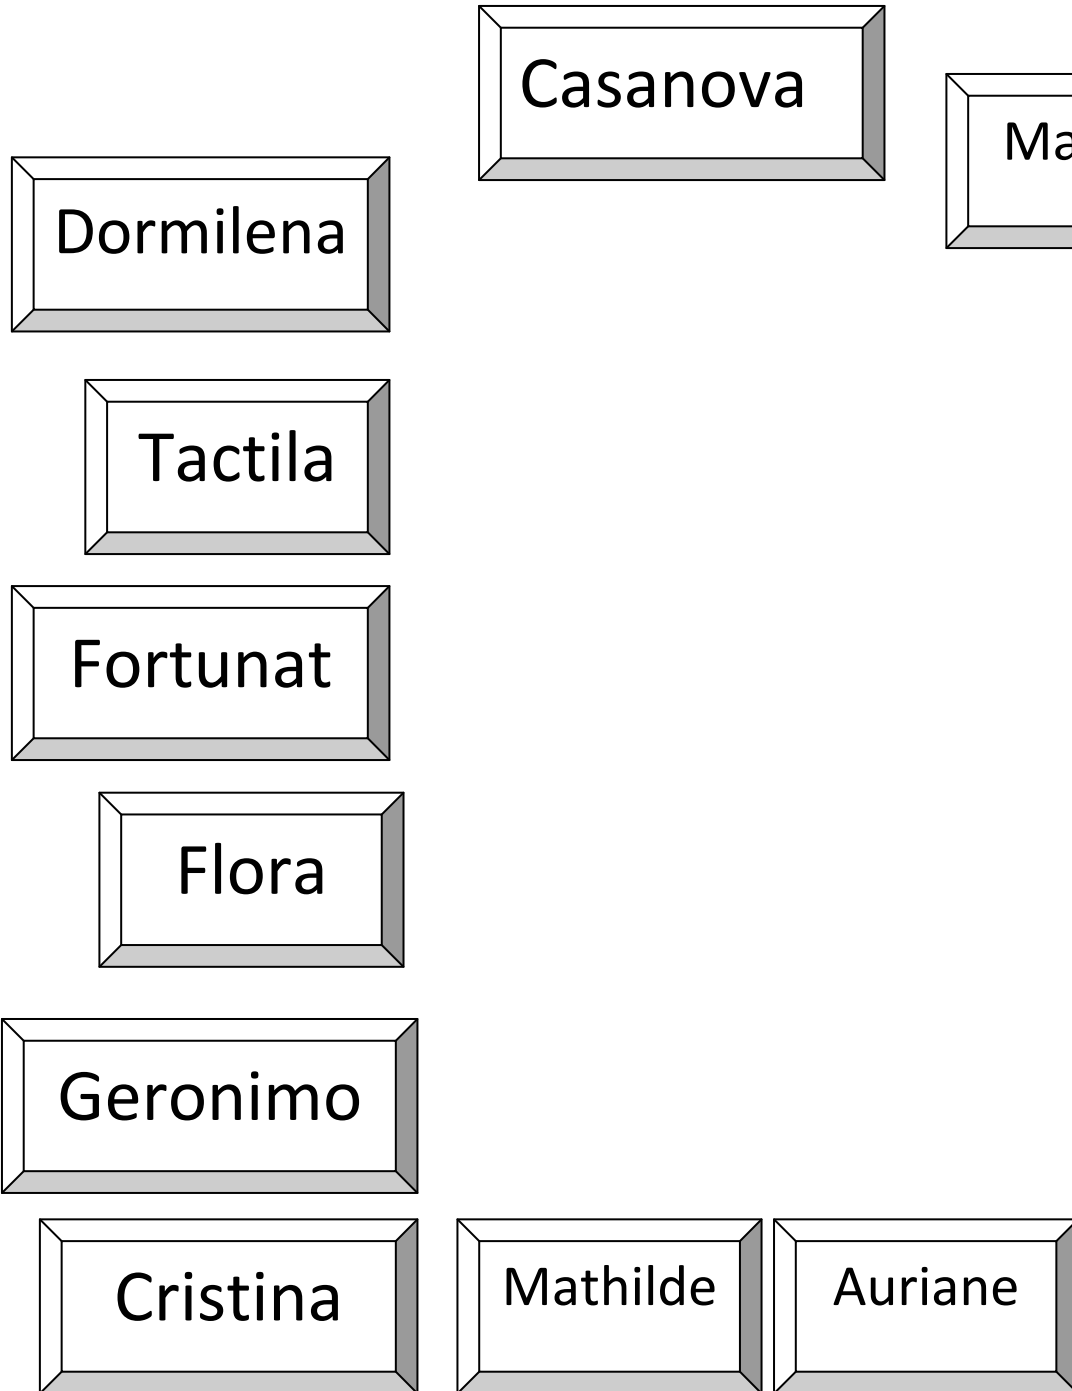 Casanova
Dormilena
Tactila
Fortunat
Flora
Geronimo
Cristina
Mathilde
Auriane